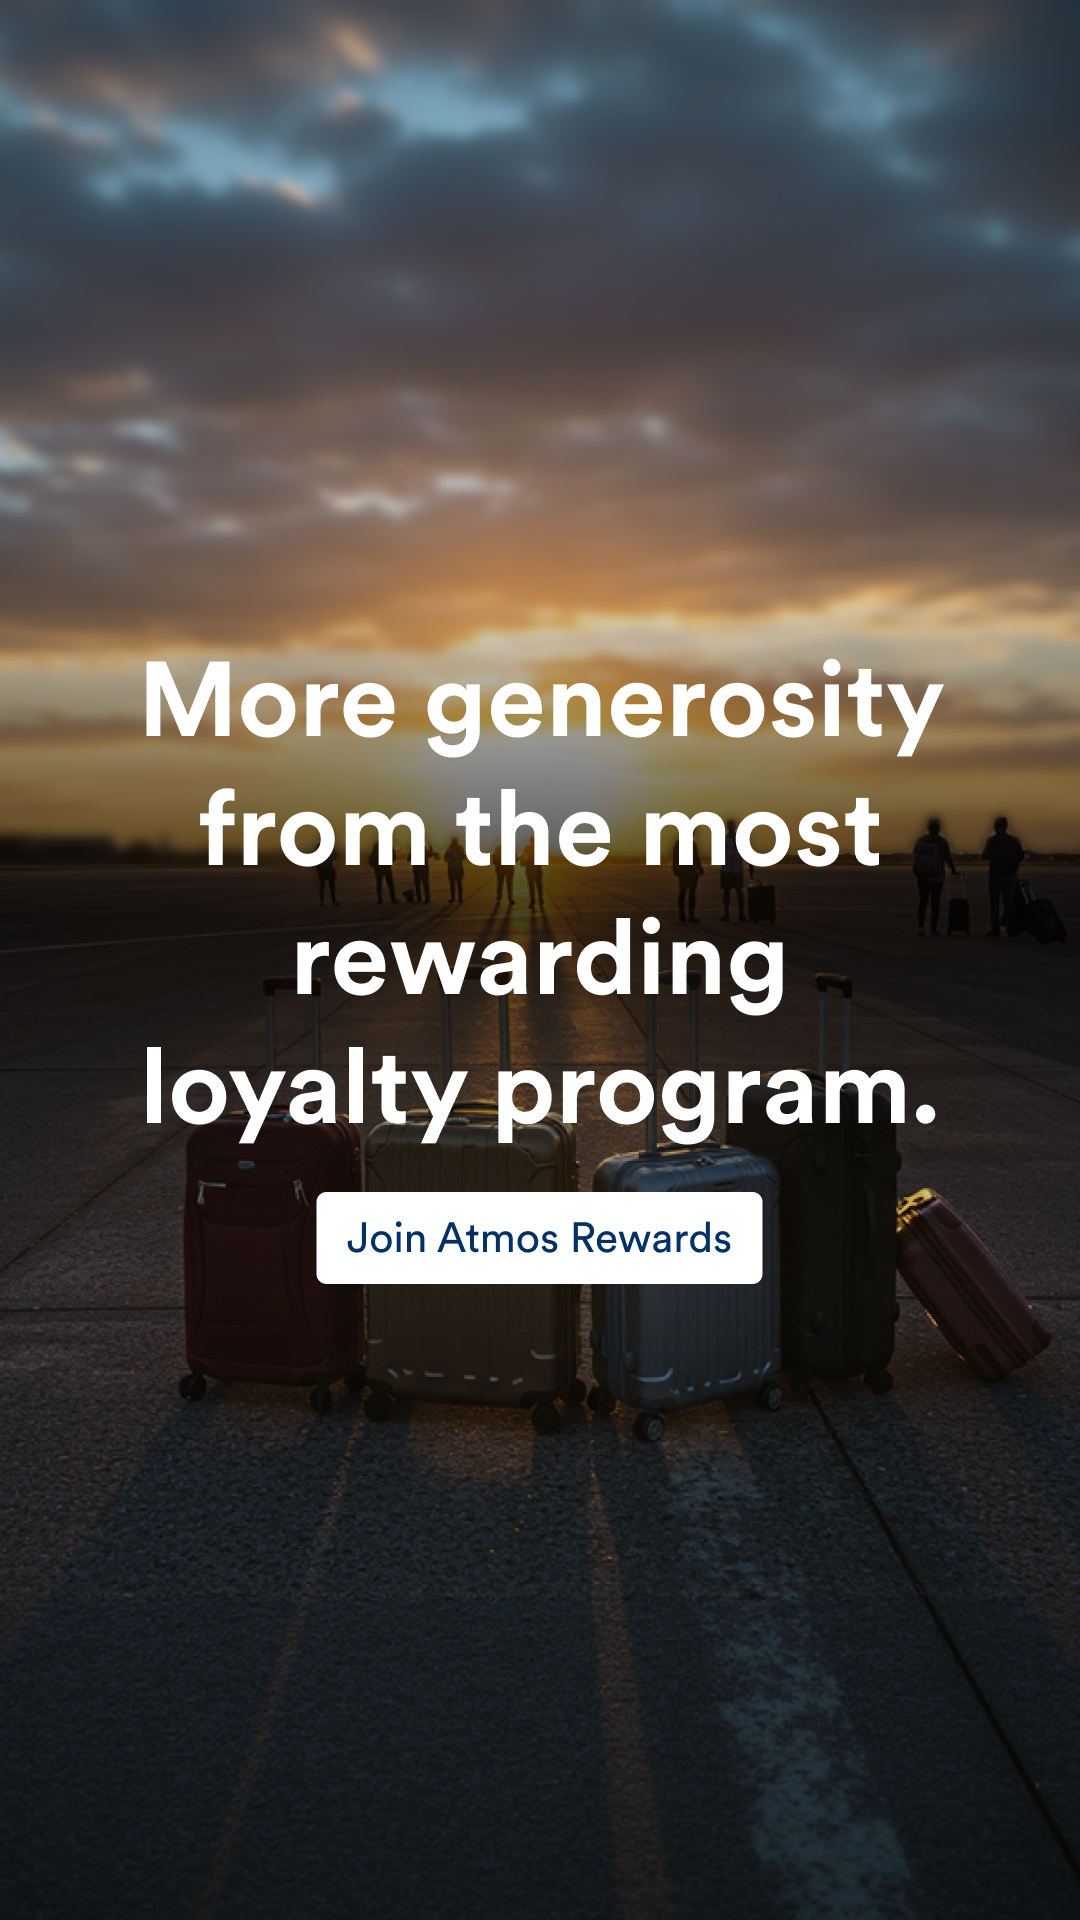 More generosity
from the most
rewarding
loyalty program.
Join Atmos Rewards